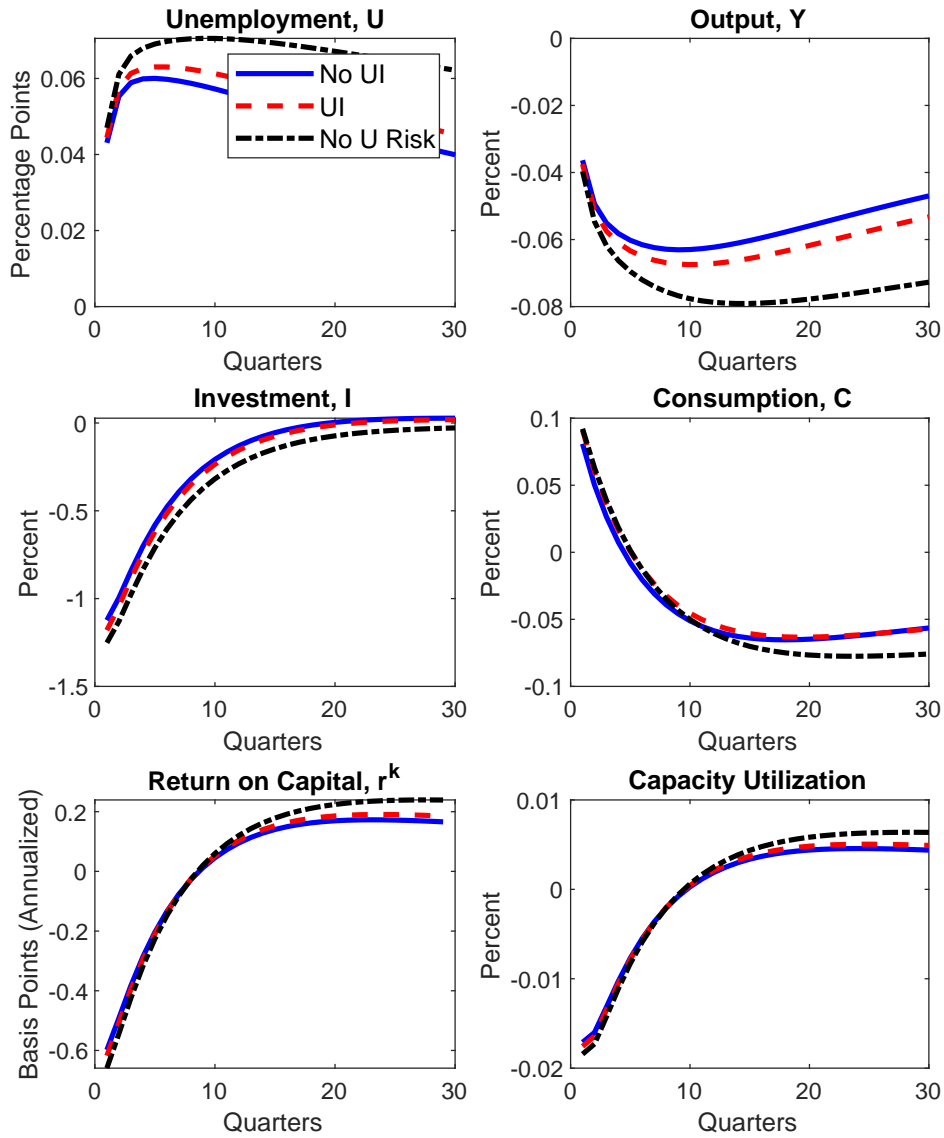 Unemployment, U
Percentage Points
0.06
0.04
0.02
0
No UI
UI
No U Risk
0 10 20 30
Quarters
Output, Y
Percent
0
-0.02
-0.04
-0.06
-0.08
0 10 20 30
Quarters
Investment, I
Percent
0
-0.5
-1
-1.5
0 10 20 30
Quarters
Consumption, C
Percent
0.1
0.05
0
-0.05
-0.1
0 10 20 30
Quarters
Return on Capital, r^k
Basis Points (Annualized)
0.2
0
-0.2
-0.4
-0.6
0 10 20 30
Quarters
Capacity Utilization
Percent
0.01
0
-0.01
-0.02
0 10 20 30
Quarters